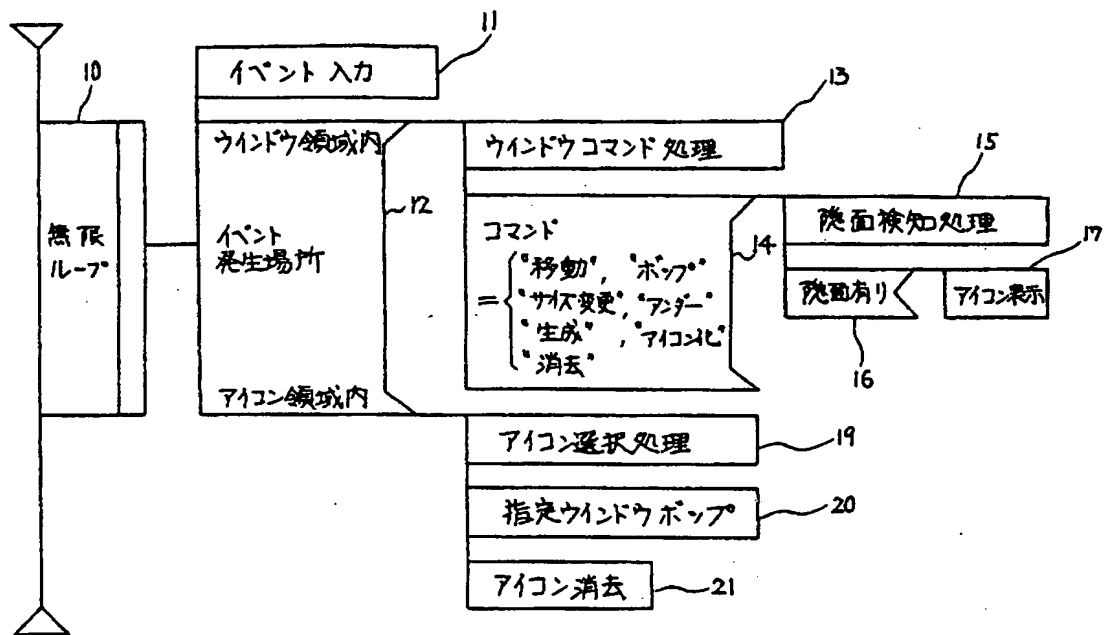 11
イベント 入力
10
13
ウインドウ領域内
ウインドウコマンド 処理
15
12
隠面検知処理
無限
ループ
イベント
発生場所
コマンド
14
17
=
"移動", "ポップ"
"サイズ変更", "アンダー"
"生成", "アイコン化"
"消去"
隠面有り
アイコン表示
16
アイコン領域内
アイコン選択処理
19
指定ウインドウポップ
20
アイコン消去
21